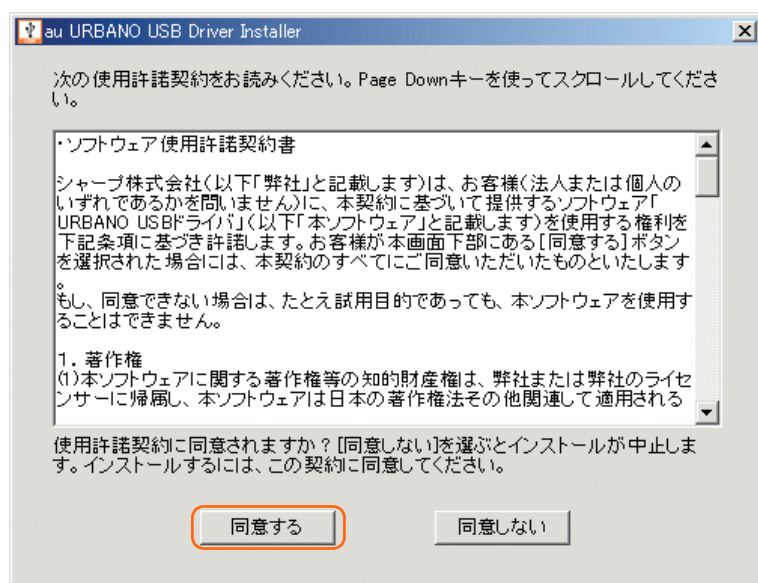 au URBANO USB Driver Installer
次の使用許諾契約をお読みください。Page Downキーを使ってスクロールしてくださ
い。
・ソフトウェア使用許諾契約書
シャープ株式会社(以下「弊社」と記載します)は、お客様(法人または個人の
いずれであるかを問いません)に、本契約に基づいて提供するソフトウェア「
URBANO USBドライバ」(以下「本ソフトウェア」と記載します)を使用する権利を
下記条項に基づき許諾します。お客様が本画面下部にある[同意する]ボタン
を選択された場合には、本契約のすべてにご同意いただいたものといたします
。
もし、同意できない場合は、たとえ試用目的であっても、本ソフトウェアを使用す
ることはできません。
1. 著作権
(1)本ソフトウェアに関する著作権等の知的財産権は、弊社または弊社のライセ
ンサーに帰属し、本ソフトウェアは日本の著作権法その他関連して適用される
使用許諾契約に同意されますか?[同意しない]を選ぶとインストールが中止しま
す。インストールするには、この契約に同意してください。
同意する
同意しない